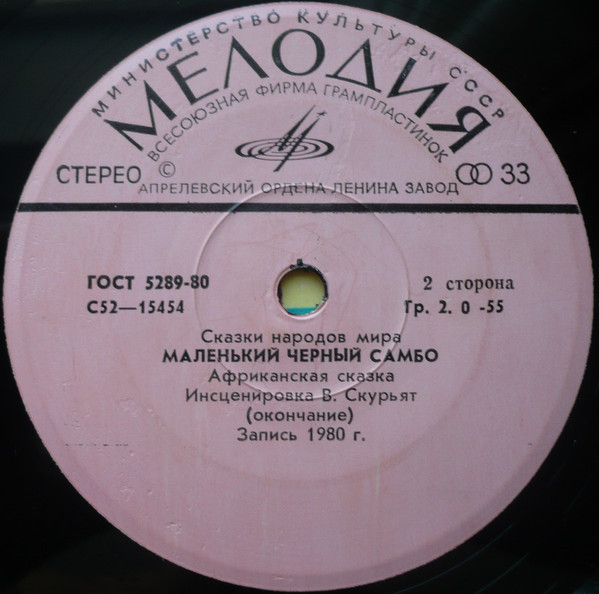 МИНИСТЕРСТВО КУЛЬТУРЫ СССР
МЕЛОДИЯ
ВСЕСОЮЗНАЯ ФИРМА ГРАМПЛАСТИНОК
СТЕРЕО © 33
АПРЕЛЕВСКИЙ ОРДЕНА ЛЕНИНА ЗАВОД
ГОСТ 5289-80 2 сторона
С52—15454 Гр. 2. 0 -55
Сказки народов мира
МАЛЕНЬКИЙ ЧЕРНЫЙ САМБО
Африканская сказка
Инсценировка В. Скурьят
(окончание)
Запись 1980 г.